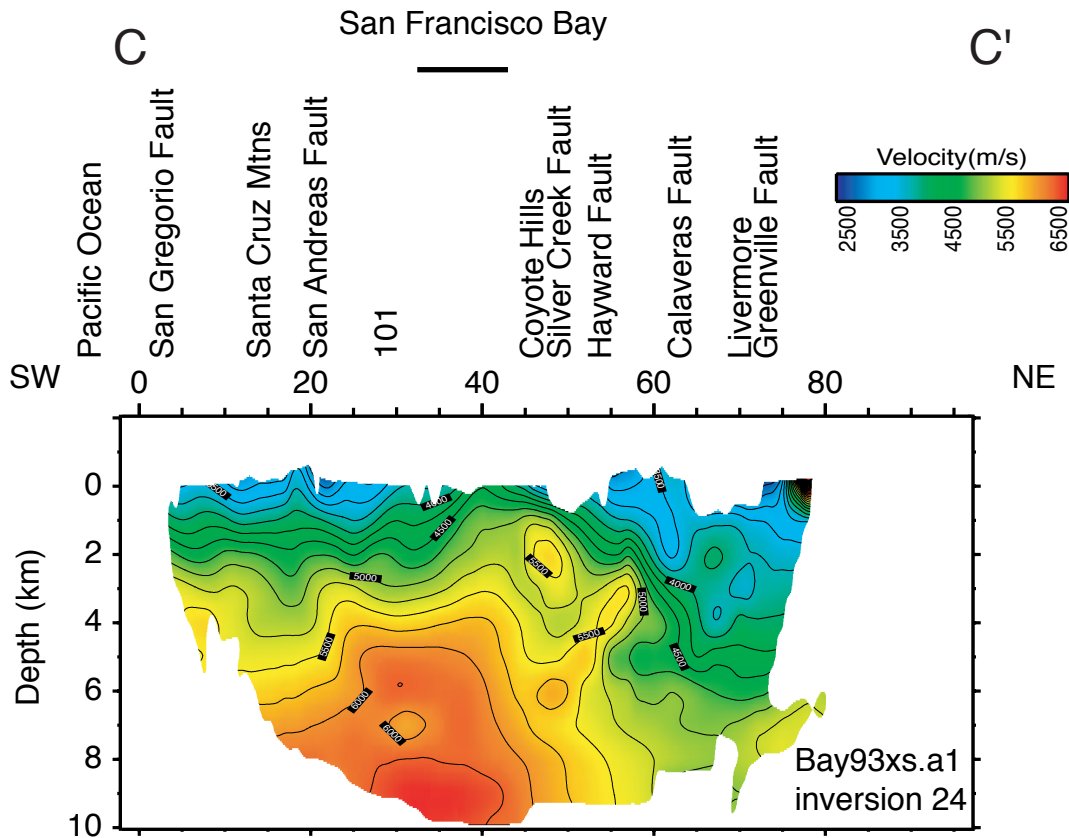 San Francisco Bay
C
C'
Pacific Ocean
San Gregorio Fault
Santa Cruz Mtns
San Andreas Fault
101
Coyote Hills
Silver Creek Fault
Hayward Fault
Calaveras Fault
Livermore
Greenville Fault
Velocity(m/s)
2500 3500 4500 5500 6500
SW
NE
0 20 40 60 80
Depth (km)
0
2
4
6
8
10
4000
4500
5000
5500
5500
6000
6000
5500
5000
4000
4500
Bay93xs.a1
inversion 24